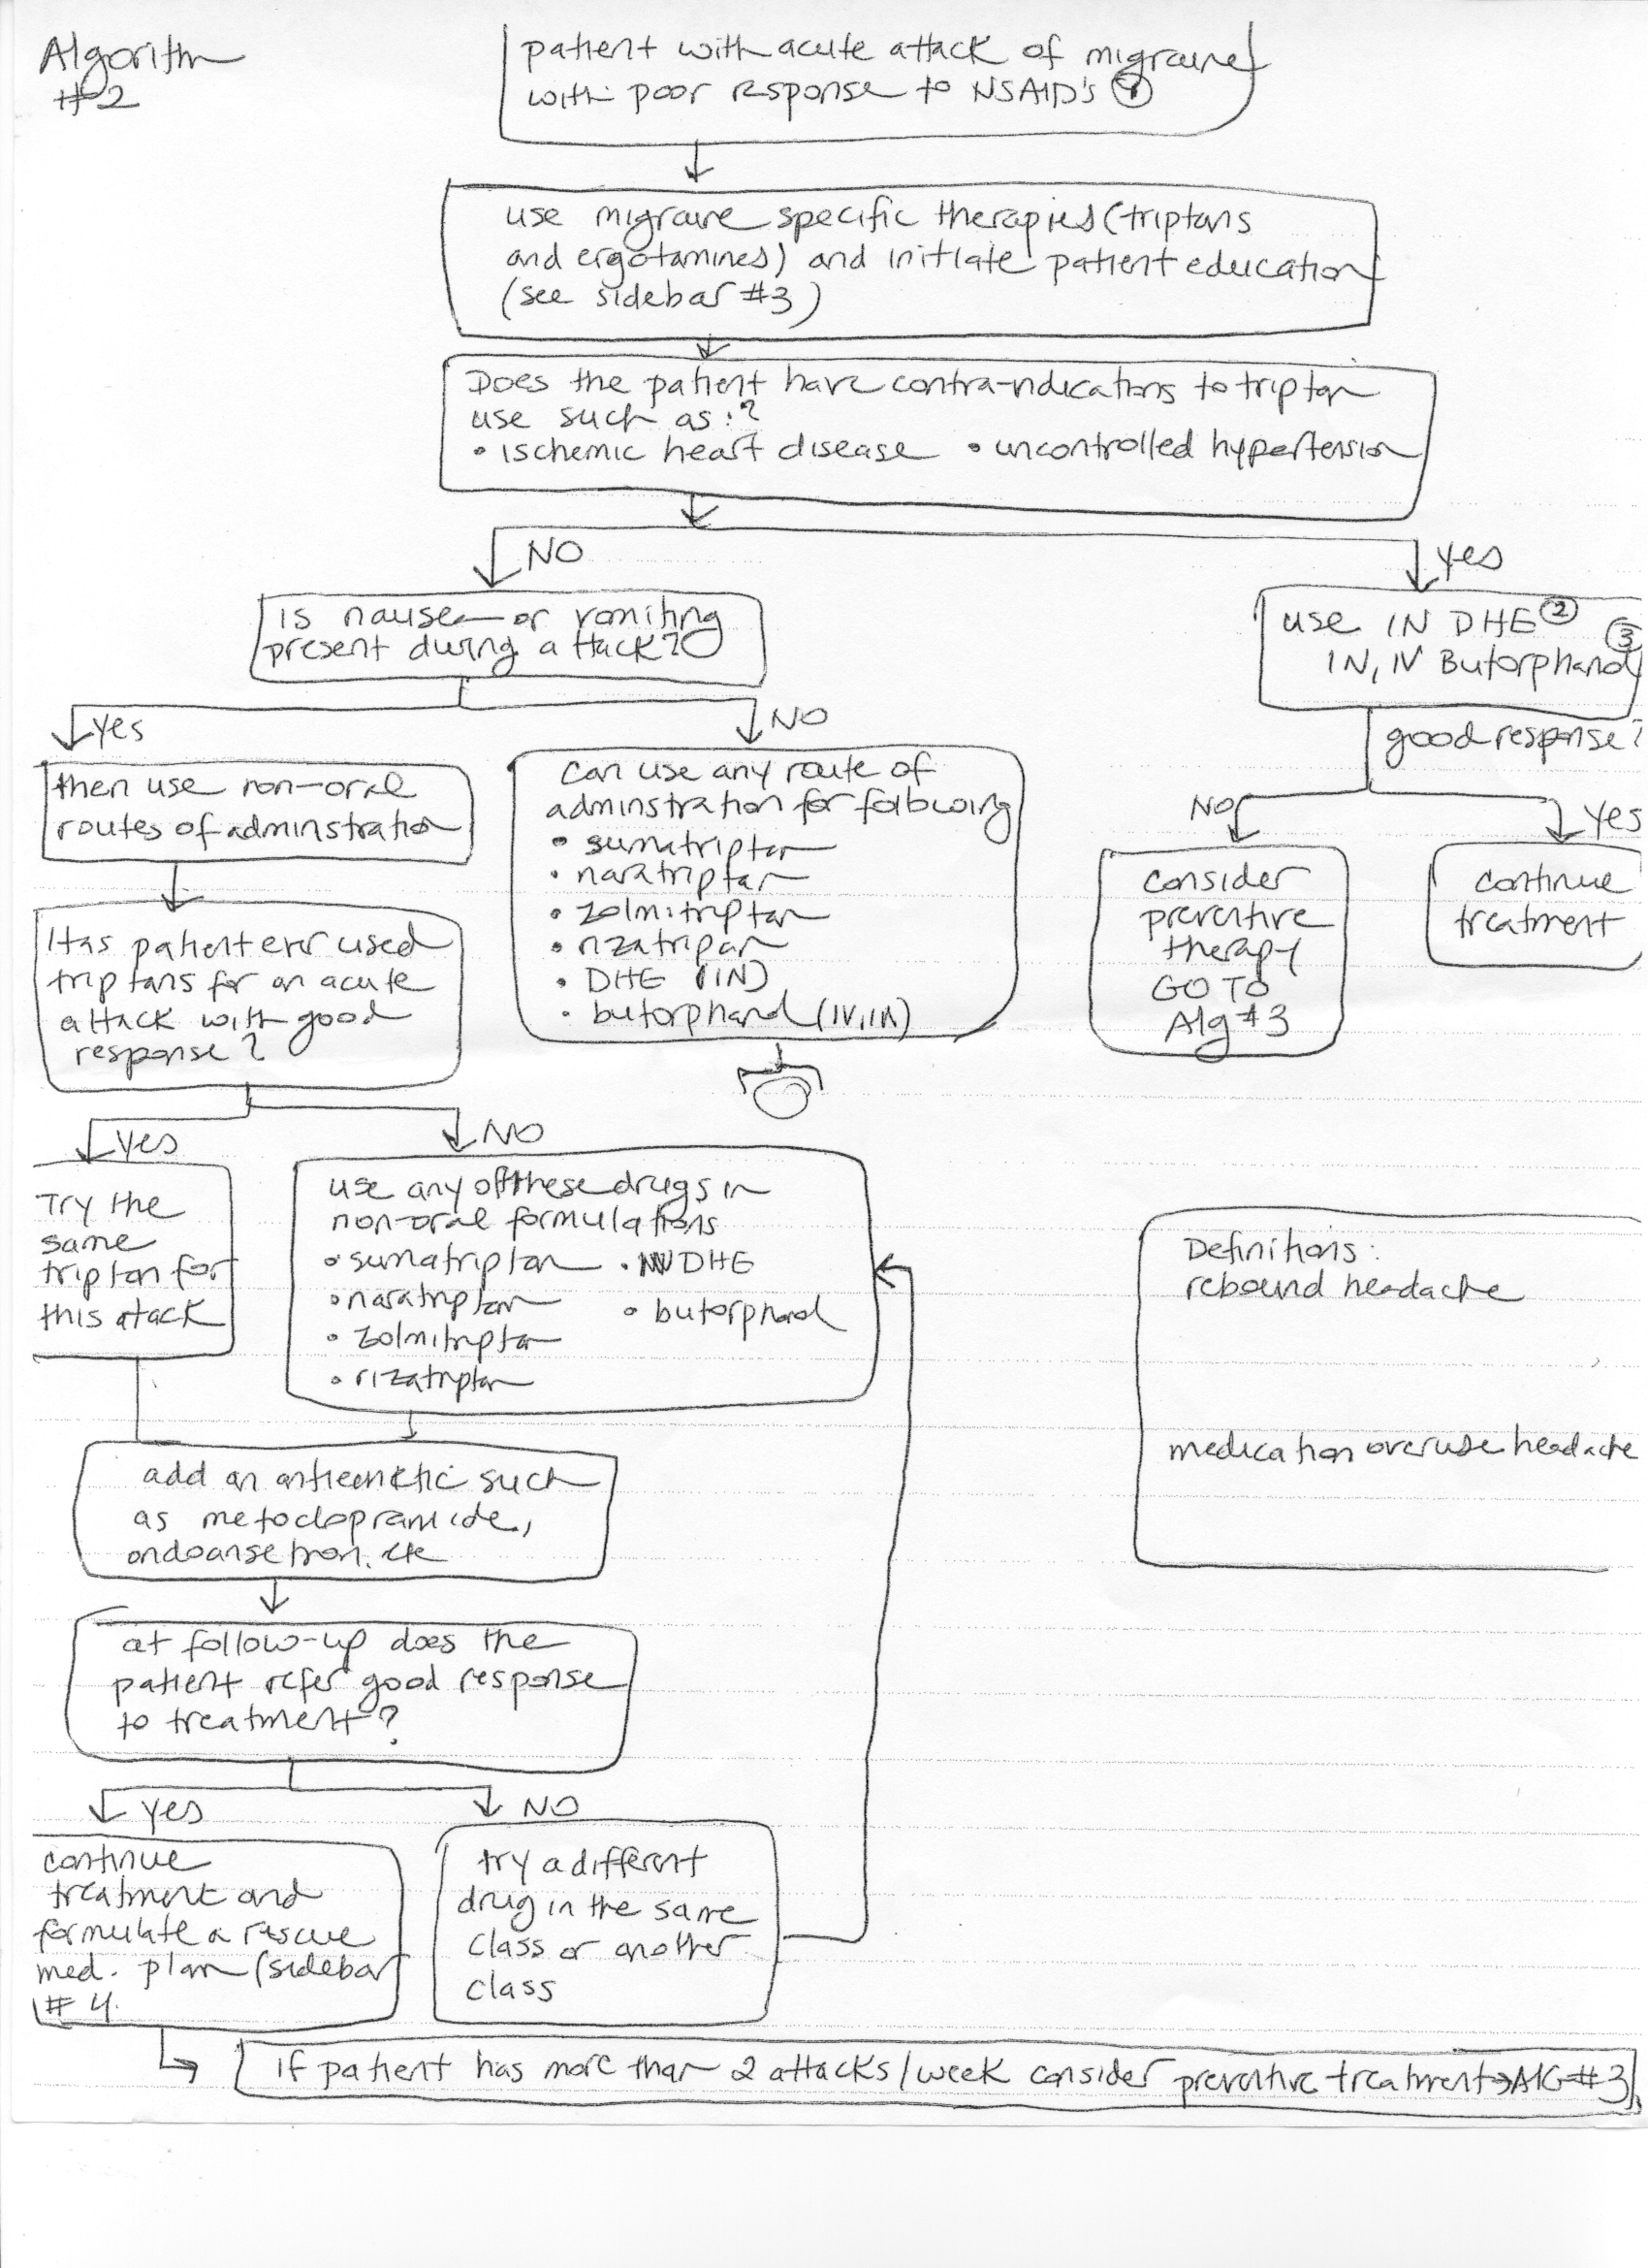 Algorithm
#2
patient with acute attack of migraine
with poor response to NSAID's ①
use migraine specific therapies (triptans
and ergotamines) and initiate patient education
(see sidebar #3)
Does the patient have contra-indications to triptan
use such as:?
• ischemic heart disease • uncontrolled hypertension
NO
yes
is nausea or vomiting
present during attack?
use IN DHE ②
IN, IV Butorphanol ③
good response?
Yes
NO
NO
Yes
then use non-oral
routes of adminstration
can use any route of
adminstration for following
• sumatriptan
• naratriptan
• zolmitriptan
• rizatripan
• DHE (IN)
• butorphanol (IV, IN)
consider
preventive
therapy
GO TO
Alg #3
continue
treatment
Has patient ever used
triptans for an acute
attack with good
response?
Yes
NO
Try the
same
triptan for
this attack
use any of these drugs in
non-oral formulations
• sumatriptan • IN DHE
• naratriptan • butorphanol
• zolmitriptan
• rizatriptan
Definitions:
rebound headache
medication overuse headache
add an antiemetic such
as metoclopramide,
ondoansetron, etc
at follow-up does the
patient refer good response
to treatment?
Yes
NO
continue
treatment and
formulate a rescue
med. plan (sidebar
# 4.
try a different
drug in the same
class or another
class
if patient has more than 2 attacks/week consider preventive treatment→AlG#3